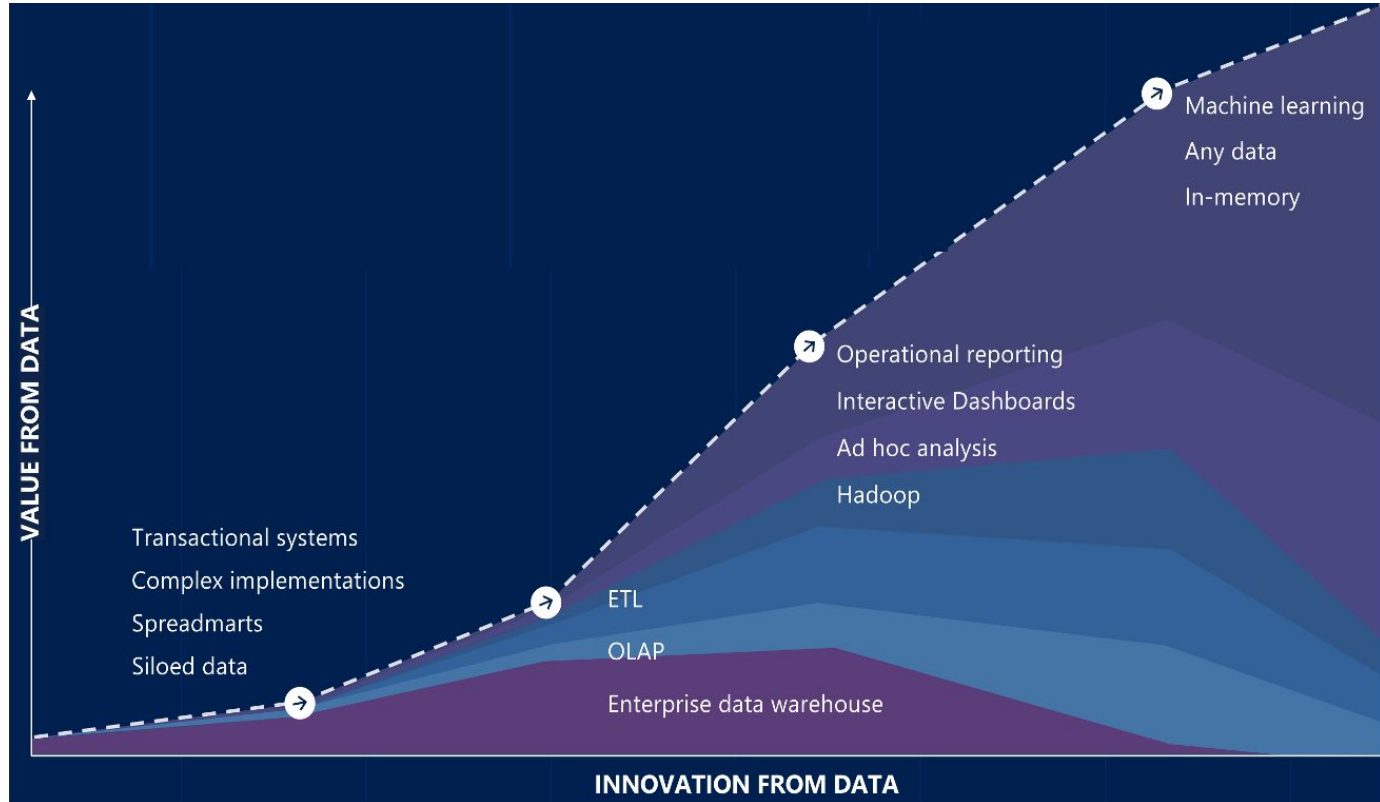 Machine learning
Any data
In-memory
Operational reporting
Interactive Dashboards
Ad hoc analysis
Hadoop
Transactional systems
Complex implementations
Spreadmarts
Siloed data
ETL
OLAP
Enterprise data warehouse
VALUE FROM DATA
INNOVATION FROM DATA